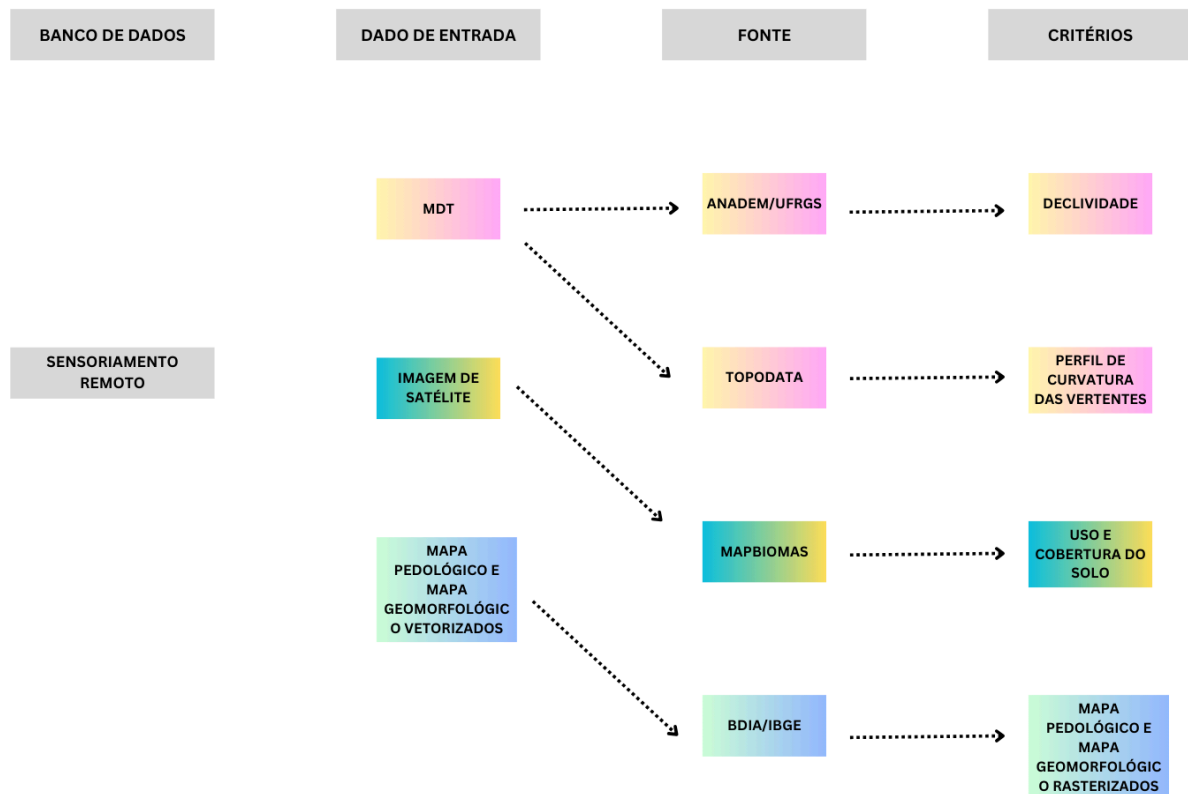 BANCO DE DADOS
DADO DE ENTRADA
FONTE
CRITÉRIOS
MDT
ANADEM/UFRGS
DECLIVIDADE
SENSORIAMENTO
REMOTO
IMAGEM DE
SATÉLITE
TOPODATA
PERFIL DE
CURVATURA
DAS VERTENTES
MAPA
PEDOLÓGICO E
MAPA
GEOMORFOLÓGIC
O VETORIZADOS
MAPBIOMAS
USO E
COBERTURA DO
SOLO
BDIA/IBGE
MAPA
PEDOLÓGICO E
MAPA
GEOMORFOLÓGIC
O RASTERIZADOS